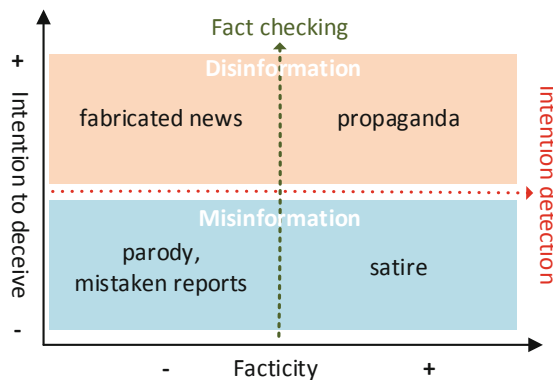 Fact checking
+
Disinformation
fabricated news
propaganda
Intention to deceive
Intention detection
Misinformation
parody,
mistaken reports
satire
-
-
Facticity
+